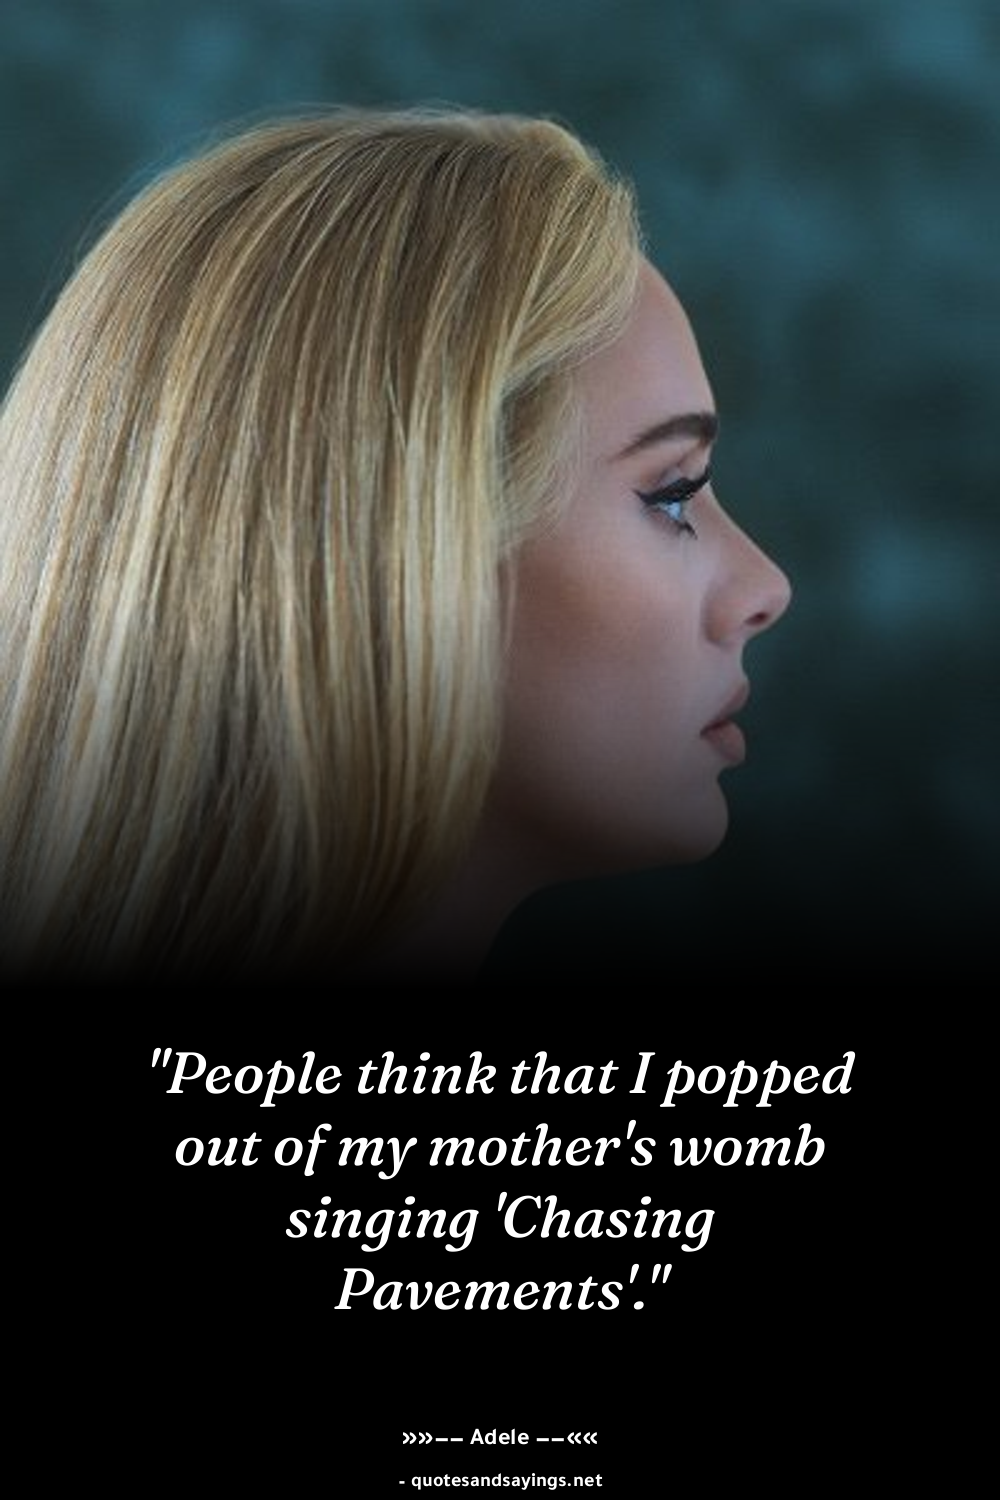 "People think that I popped
out of my mother's womb
singing 'Chasing
Pavements'."
»»−− Adele −−««
- quotesandsayings.net